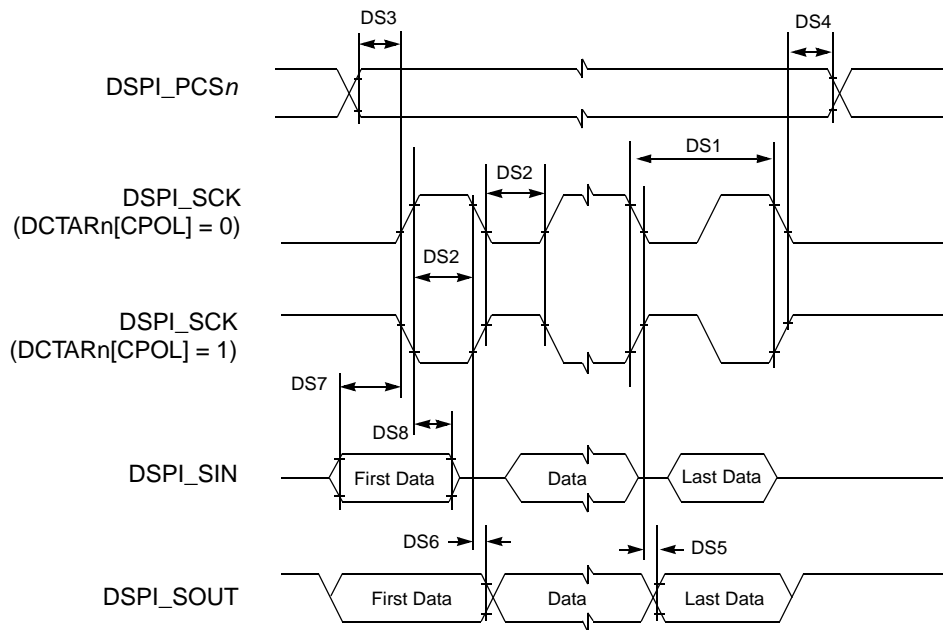 DS3
DS4
DSPI_PCSn
DS1
DS2
DSPI_SCK
(DCTARn[CPOL] = 0)
DS2
DSPI_SCK
(DCTARn[CPOL] = 1)
DS7
DS8
DSPI_SIN
First Data
Data
Last Data
DS6
DS5
DSPI_SOUT
First Data
Data
Last Data